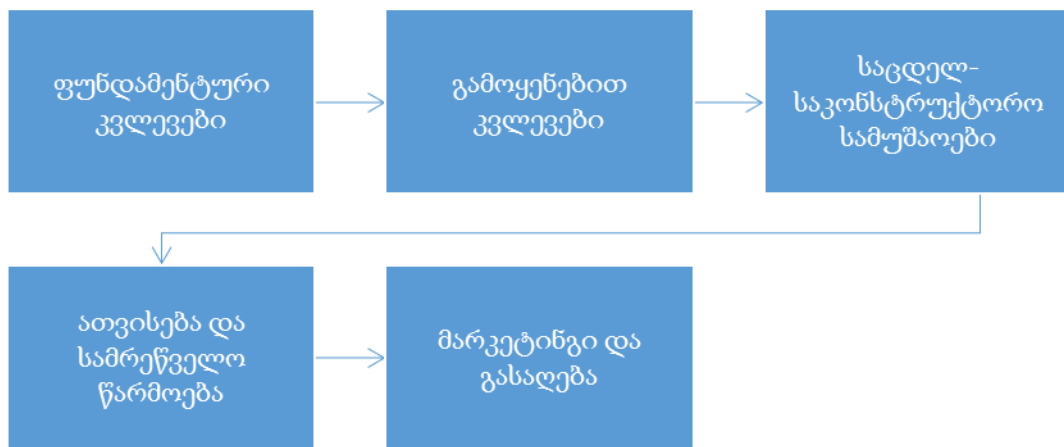 ფუნდამენტური
კვლევები
გამოყენებით
კვლევები
საცდელ-
საკონსტრუქტორო
სამუშაოები
ათვისება და
სამრეწველო
წარმოება
მარკეტინგი და
გასაღება